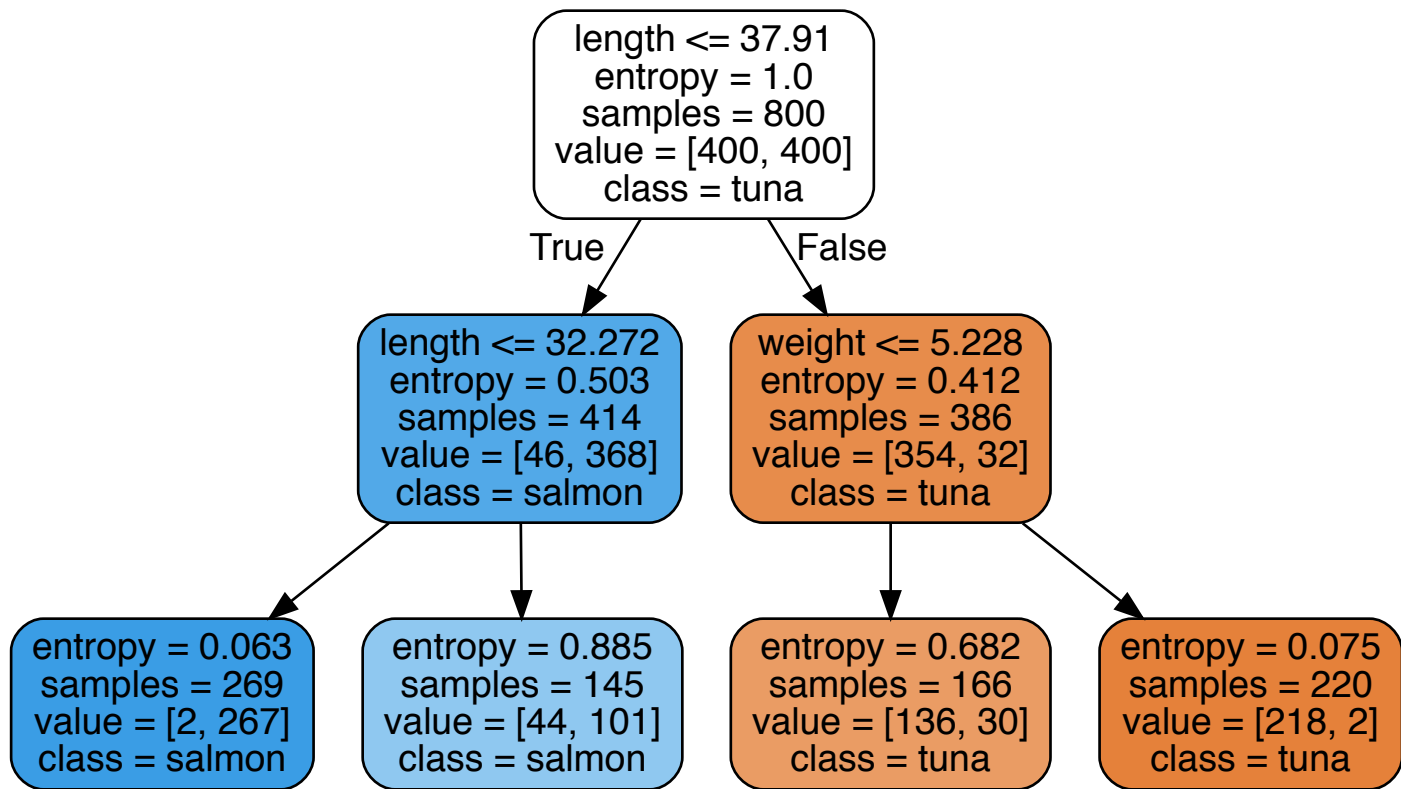 length <= 37.91
entropy = 1.0
samples = 800
value = [400, 400]
class = tuna
True
False
length <= 32.272
entropy = 0.503
samples = 414
value = [46, 368]
class = salmon
weight <= 5.228
entropy = 0.412
samples = 386
value = [354, 32]
class = tuna
entropy = 0.063
samples = 269
value = [2, 267]
class = salmon
entropy = 0.885
samples = 145
value = [44, 101]
class = salmon
entropy = 0.682
samples = 166
value = [136, 30]
class = tuna
entropy = 0.075
samples = 220
value = [218, 2]
class = tuna